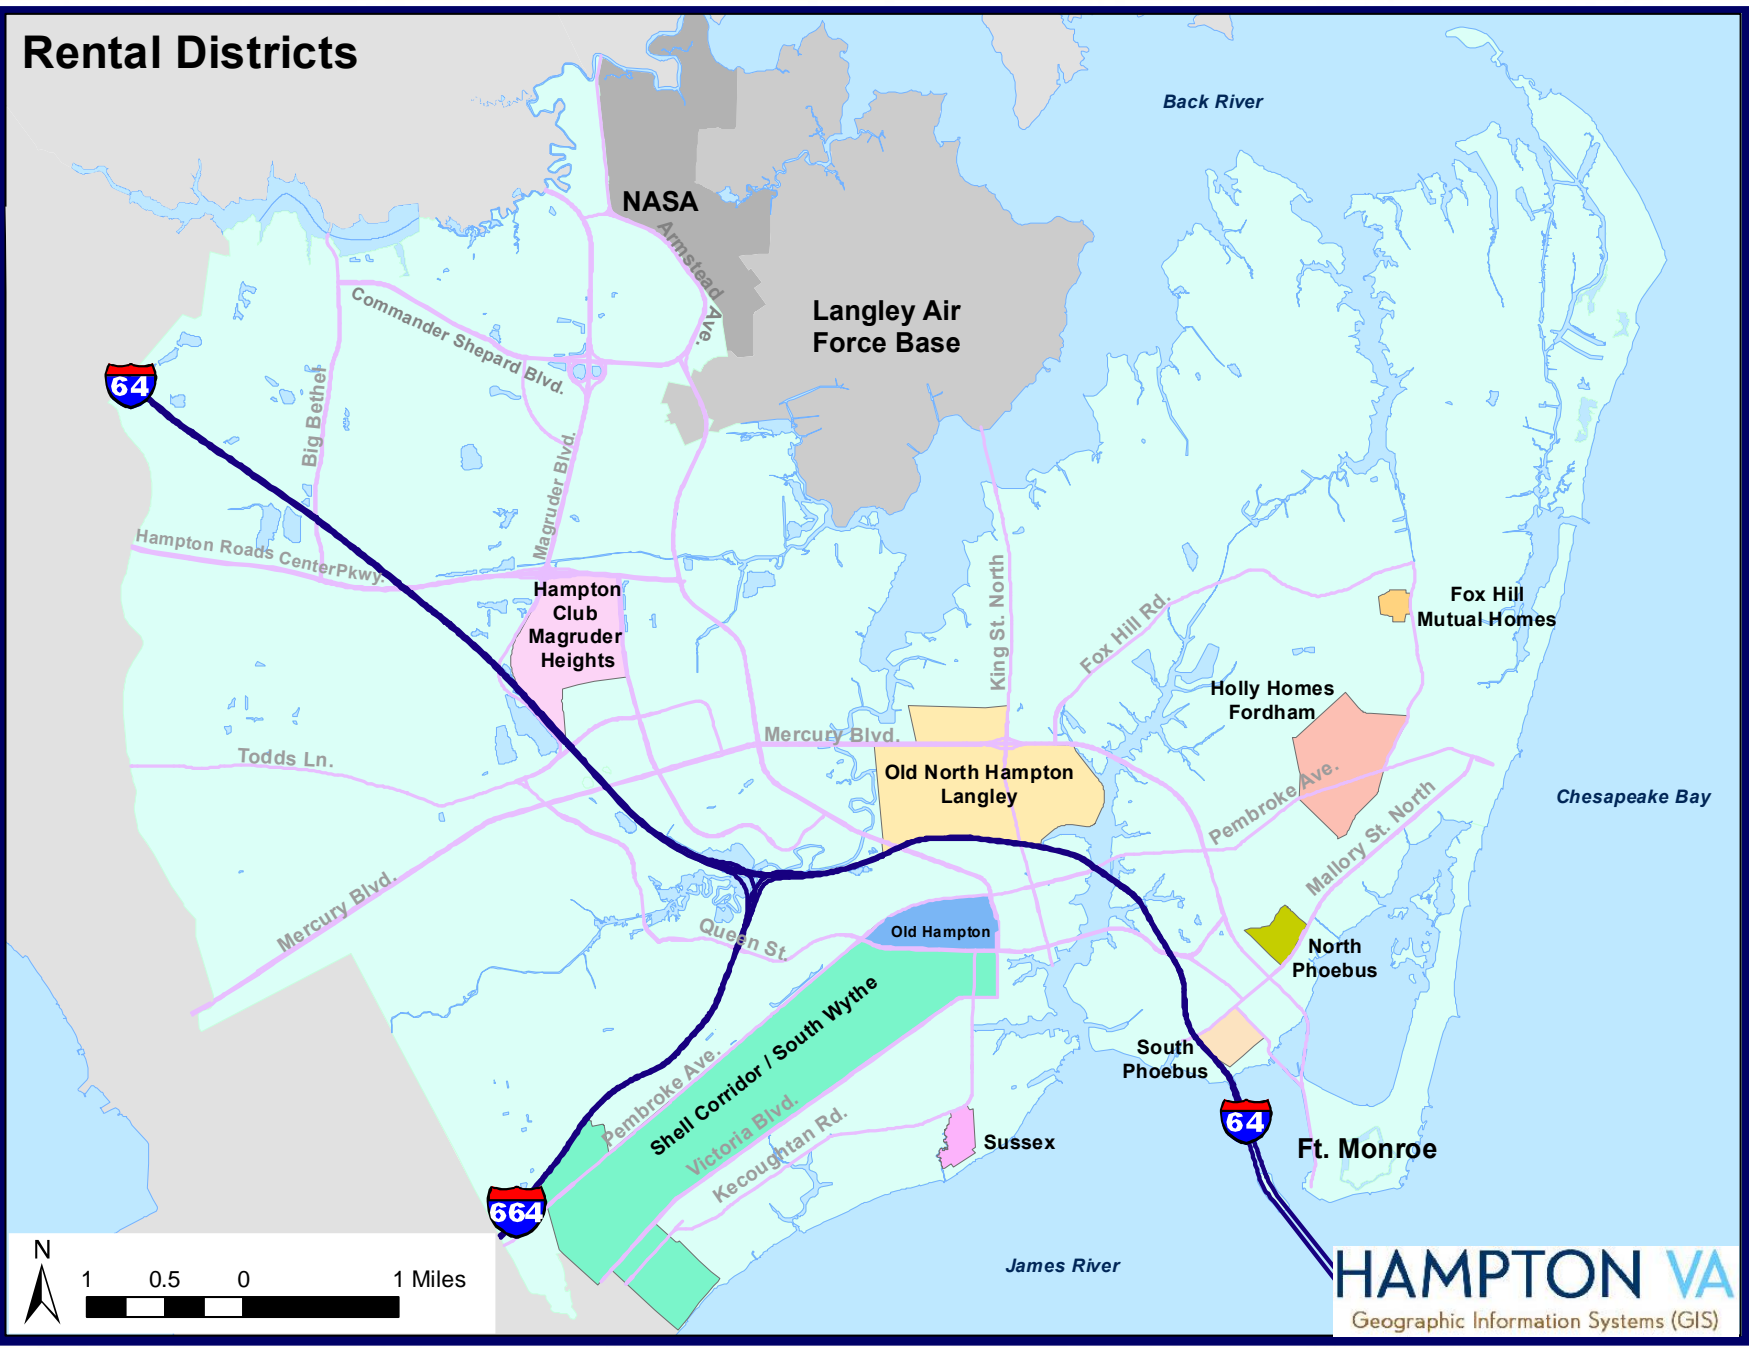 Rental Districts
Back River
NASA
Armstead Ave.
Langley Air
Force Base
Commander Shepard Blvd.
64
Big Bethel
Magruder Blvd.
Hampton Roads CenterPkwy.
Hampton
Club
Magruder
Heights
King St. North
Fox Hill Rd.
Fox Hill
Mutual Homes
Holly Homes
Fordham
Mercury Blvd.
Todds Ln.
Old North Hampton
Langley
Pembroke Ave.
Chesapeake Bay
Mallory St. North
Mercury Blvd.
Queen St.
Old Hampton
North
Phoebus
Shell Corridor / South Wythe
South
Phoebus
Pembroke Ave.
Victoria Blvd.
Kecoughtan Rd.
Sussex
64
Ft. Monroe
664
James River
N
1 0.5 0 1 Miles
HAMPTON VA
Geographic Information Systems (GIS)